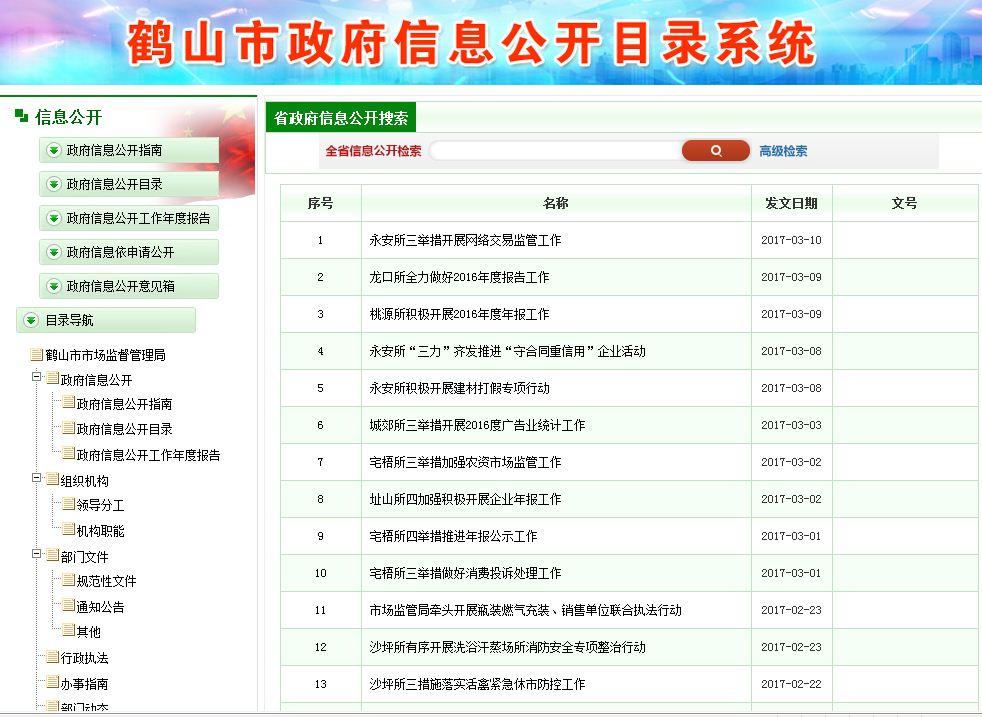 鹤山市政府信息公开目录系统
信息公开
政府信息公开指南
政府信息公开目录
政府信息公开工作年度报告
政府信息依申请公开
政府信息公开意见箱
目录导航
鹤山市市场监督管理局
政府信息公开
政府信息公开指南
政府信息公开目录
政府信息公开工作年度报告
组织机构
领导分工
机构职能
部门文件
规范性文件
通知公告
其他
行政执法
办事指南
部门动态
省政府信息公开搜索
全省信息公开检索 高级检索
序号 名称 发文日期 文号
1 永安所三举措开展网络交易监管工作 2017-03-10
2 龙口所全力做好2016年度报告工作 2017-03-09
3 桃源所积极开展2016年度年报工作 2017-03-09
4 永安所“三力”齐发推进“守合同重信用”企业活动 2017-03-08
5 永安所积极开展建材打假专项行动 2017-03-08
6 城郊所三举措开展2016度广告业统计工作 2017-03-03
7 宅梧所三举措加强农资市场监管工作 2017-03-02
8 址山所四加强积极开展企业年报工作 2017-03-02
9 宅梧所四举措推进年报公示工作 2017-03-01
10 宅梧所三举措做好消费投诉处理工作 2017-03-01
11 市场监管局牵头开展瓶装燃气充装、销售单位联合执法行动 2017-02-23
12 沙坪所有序开展洗浴汗蒸场所消防安全专项整治行动 2017-02-23
13 沙坪所三措施落实活禽紧急休市防控工作 2017-02-22